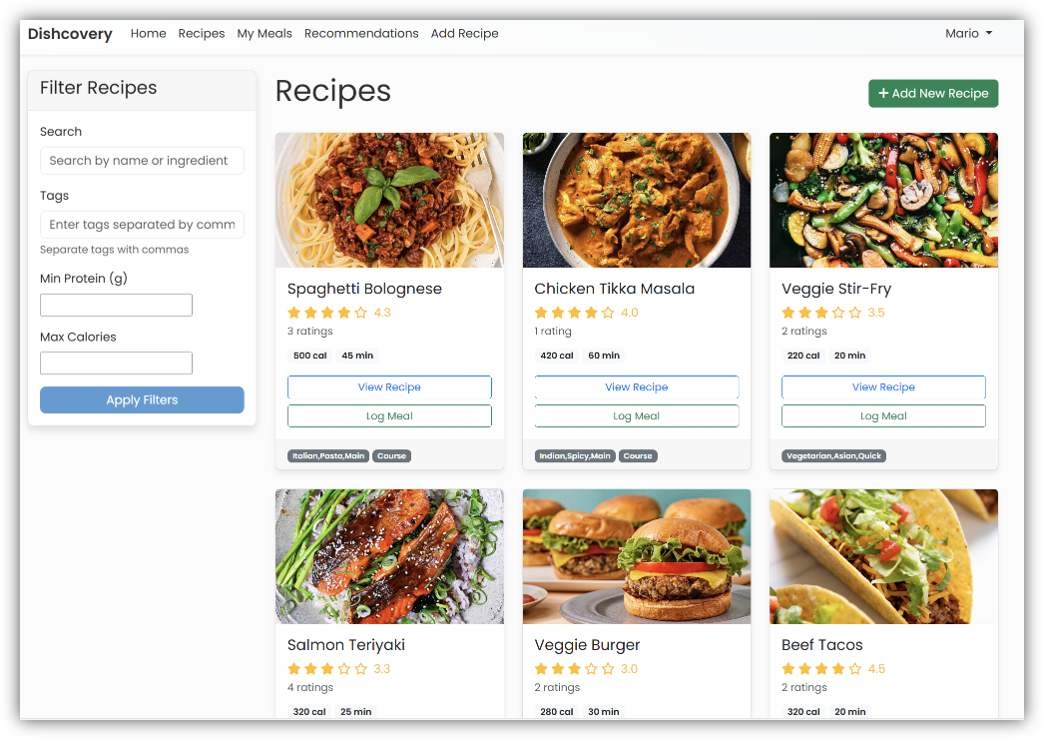 Dishcovery Home Recipes My Meals Recommendations Add Recipe Mario
Filter Recipes
Search
Search by name or ingredient
Tags
Enter tags separated by comm
Separate tags with commas
Min Protein (g)
Max Calories
Apply Filters
Recipes
+ Add New Recipe
Spaghetti Bolognese
4.3
3 ratings
500 cal 45 min
View Recipe
Log Meal
Italian,Pasta,Main Course
Chicken Tikka Masala
4.0
1 rating
420 cal 60 min
View Recipe
Log Meal
Indian,Spicy,Main Course
Veggie Stir-Fry
3.5
2 ratings
220 cal 20 min
View Recipe
Log Meal
Vegetarian,Asian,Quick
Salmon Teriyaki
3.3
4 ratings
320 cal 25 min
Veggie Burger
3.0
2 ratings
280 cal 30 min
Beef Tacos
4.5
2 ratings
320 cal 20 min